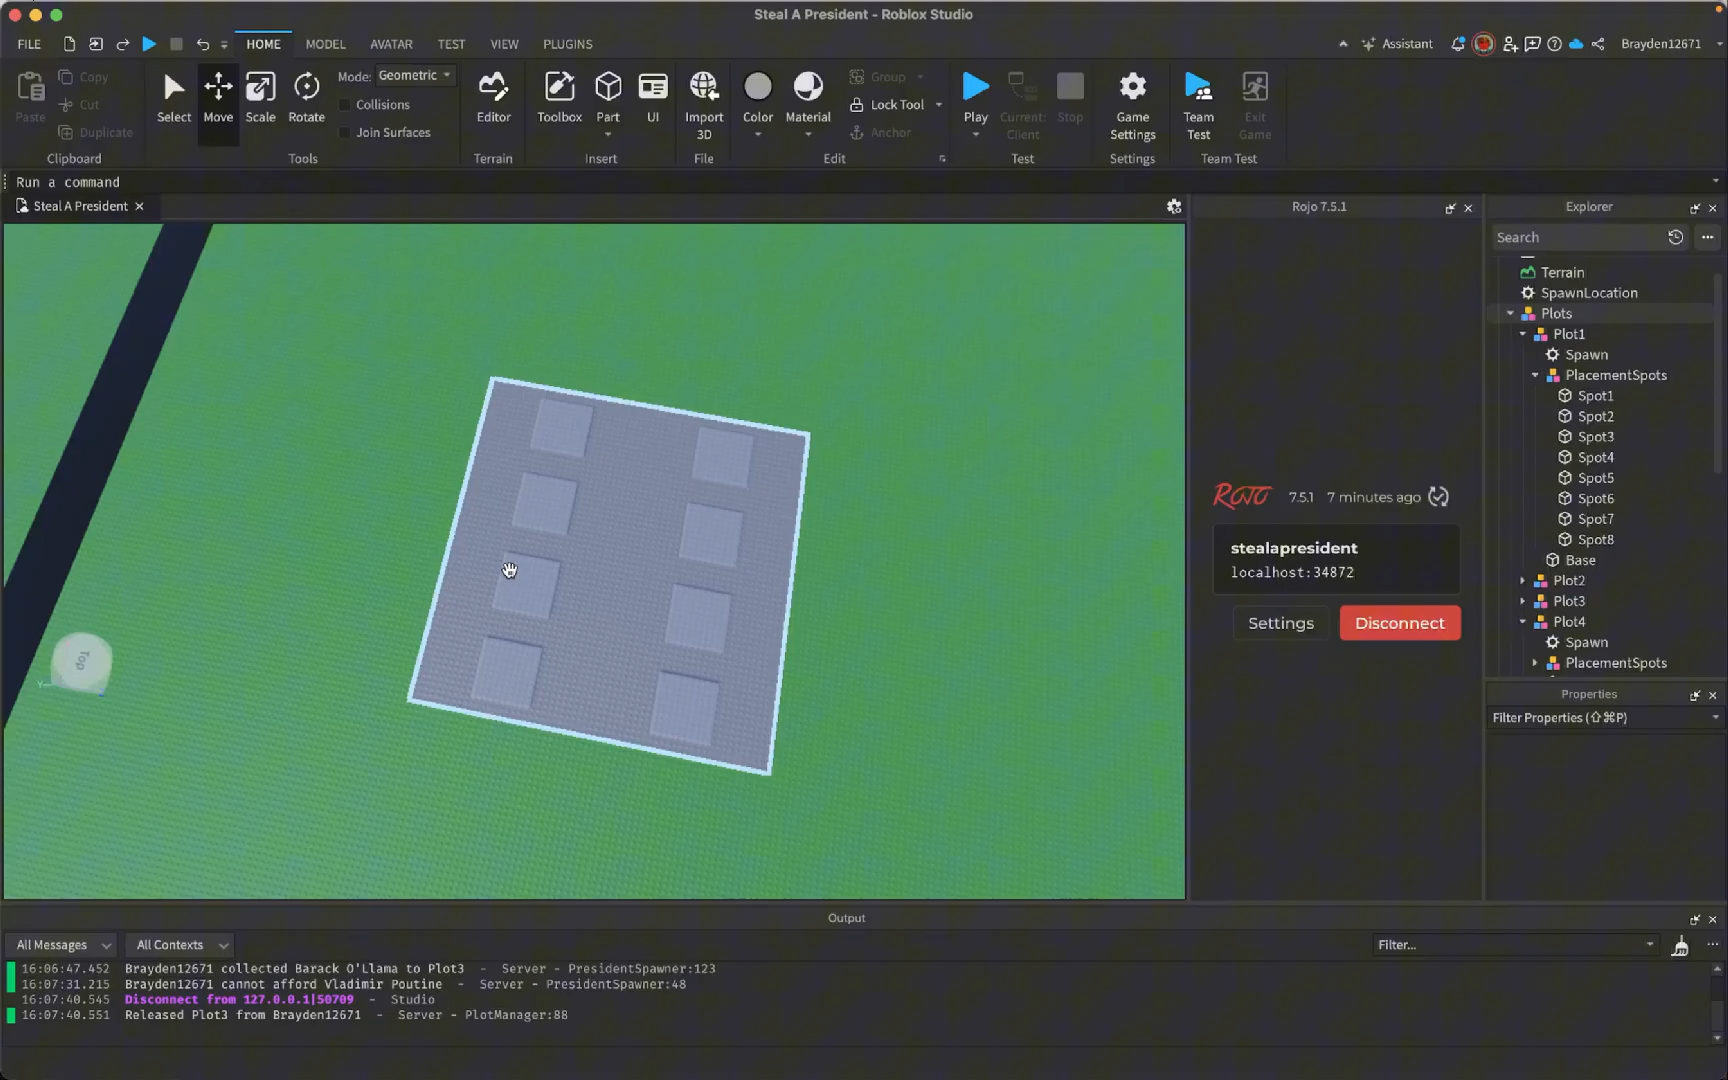 Steal A President - Roblox Studio
FILE HOME MODEL AVATAR TEST VIEW PLUGINS Assistant Brayden12671
Paste Copy Cut Duplicate Clipboard
Select Move Scale Rotate Mode: Geometric Collisions Join Surfaces Tools
Editor Terrain
Toolbox Part UI Insert
Import 3D File
Color Material Group Lock Tool Anchor Edit
Play Current: Client Stop Test
Game Settings Settings
Team Test Exit Game Team Test
Run a command
Steal A President
Top
Rojo 7.5.1
ROJO 7.5.1 7 minutes ago
stealapresident
localhost:34872
Settings Disconnect
Explorer
Search
Terrain
SpawnLocation
Plots
Plot1
Spawn
PlacementSpots
Spot1
Spot2
Spot3
Spot4
Spot5
Spot6
Spot7
Spot8
Base
Plot2
Plot3
Plot4
Spawn
PlacementSpots
Properties
Filter Properties (⇧⌘P)
Output
All Messages All Contexts Filter...
16:06:47.452 Brayden12671 collected Barack O'Llama to Plot3 - Server - PresidentSpawner:123
16:07:31.215 Brayden12671 cannot afford Vladimir Poutine - Server - PresidentSpawner:48
16:07:40.545 Disconnect from 127.0.0.1|50709 - Studio
16:07:40.551 Released Plot3 from Brayden12671 - Server - PlotManager:88